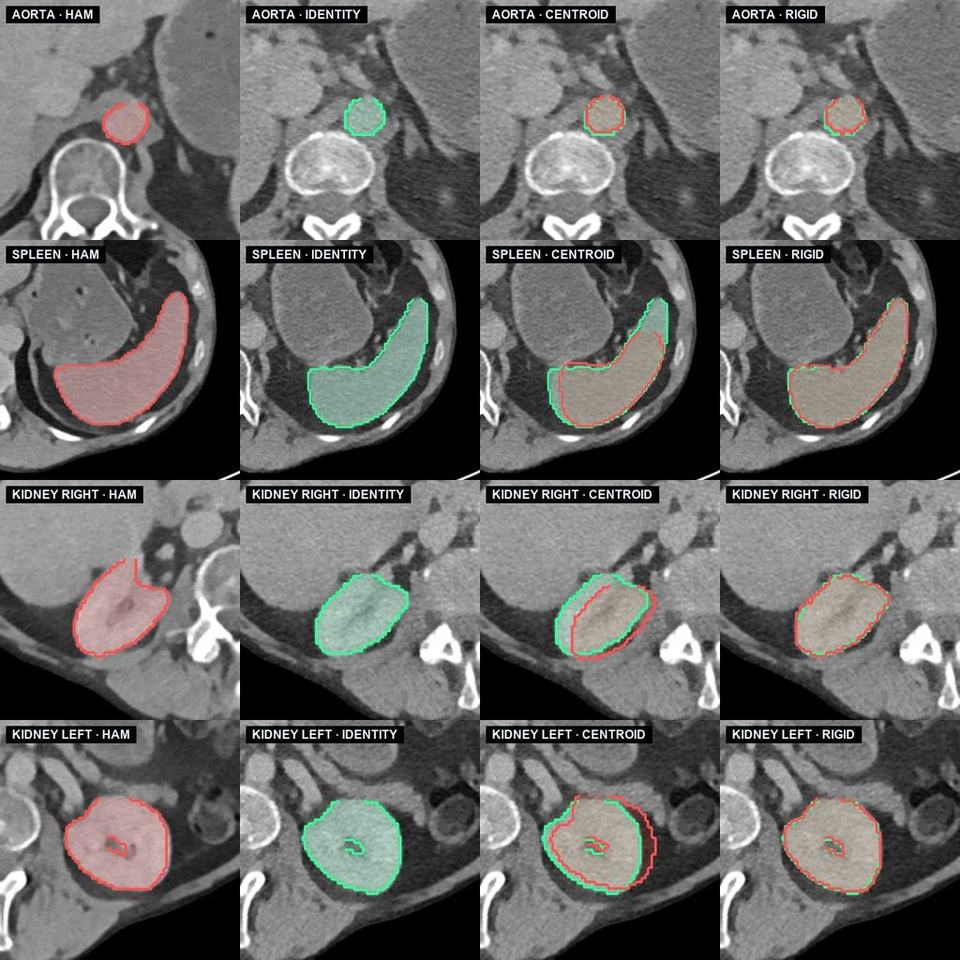 AORTA · HAM
AORTA · IDENTITY
AORTA · CENTROID
AORTA · RIGID
SPLEEN · HAM
SPLEEN · IDENTITY
SPLEEN · CENTROID
SPLEEN · RIGID
KIDNEY RIGHT · HAM
KIDNEY RIGHT · IDENTITY
KIDNEY RIGHT · CENTROID
KIDNEY RIGHT · RIGID
KIDNEY LEFT · HAM
KIDNEY LEFT · IDENTITY
KIDNEY LEFT · CENTROID
KIDNEY LEFT · RIGID